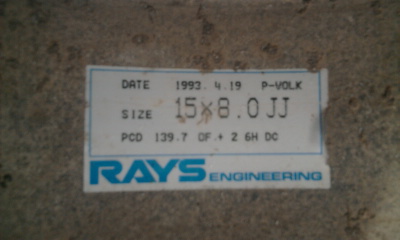 DATE 1993. 4.19 P-VOLK
SIZE 15×8.0JJ
PCD 139.7 OF.+ 2 6H DC
RAYS ENGINEERING